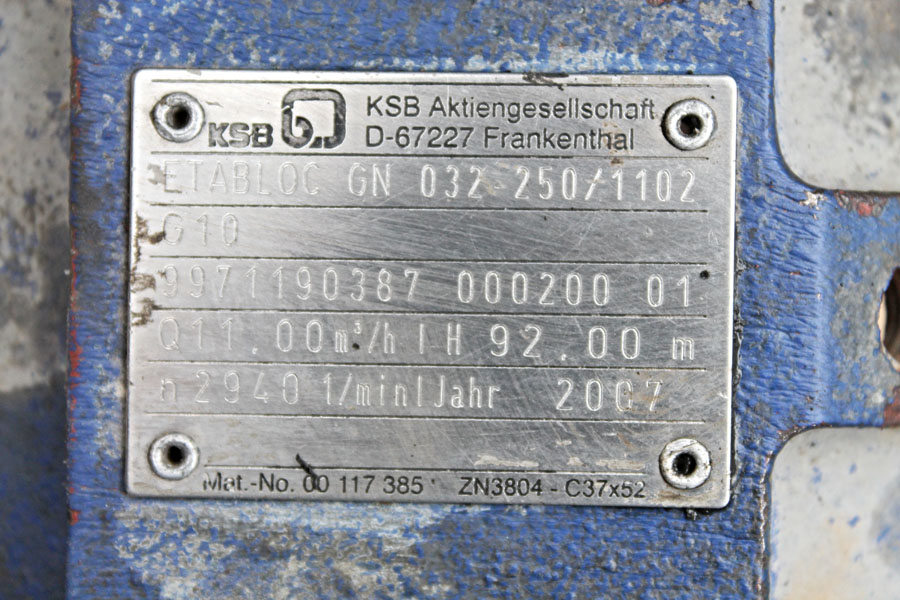 KSB
KSB Aktiengesellschaft
D-67227 Frankenthal
ETABLOC GN 032-250/1102
G10
9971190387 000200 01
Q11.00 m³/h | H 92.00 m
n 2940 1/min | Jahr 2007
Mat.-No. 00 117 385 ZN3804 - C37x52